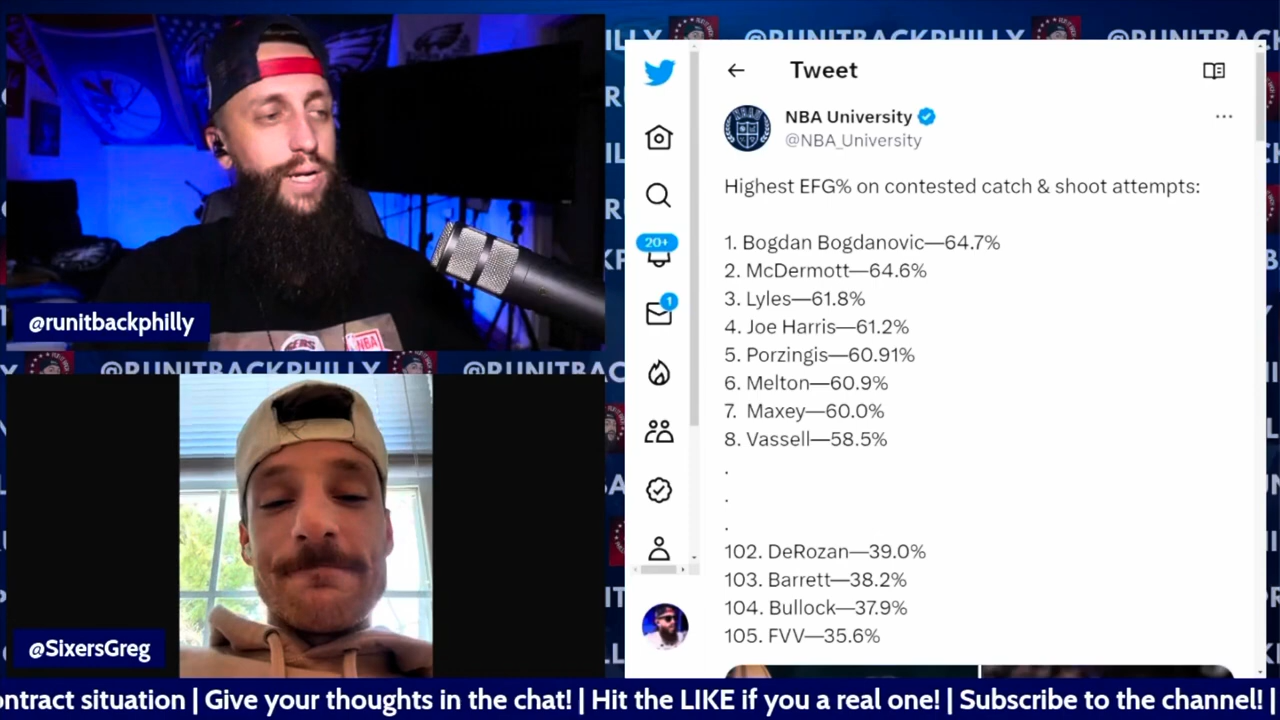 @RUNITBACKPHILLY
Tweet
NBA University
@NBA_University
Highest EFG% on contested catch & shoot attempts:
1. Bogdan Bogdanovic—64.7%
2. McDermott—64.6%
3. Lyles—61.8%
20+
4. Joe Harris—61.2%
1
5. Porzingis—60.91%
6. Melton—60.9%
7. Maxey—60.0%
8. Vassell—58.5%
.
.
.
102. DeRozan—39.0%
103. Barrett—38.2%
104. Bullock—37.9%
105. FVV—35.6%
@runitbackphilly
NBA
@RUNITBACKPHILLY
@SixersGreg
ontract situation | Give your thoughts in the chat! | Hit the LIKE if you a real one! | Subscribe to the channel! |